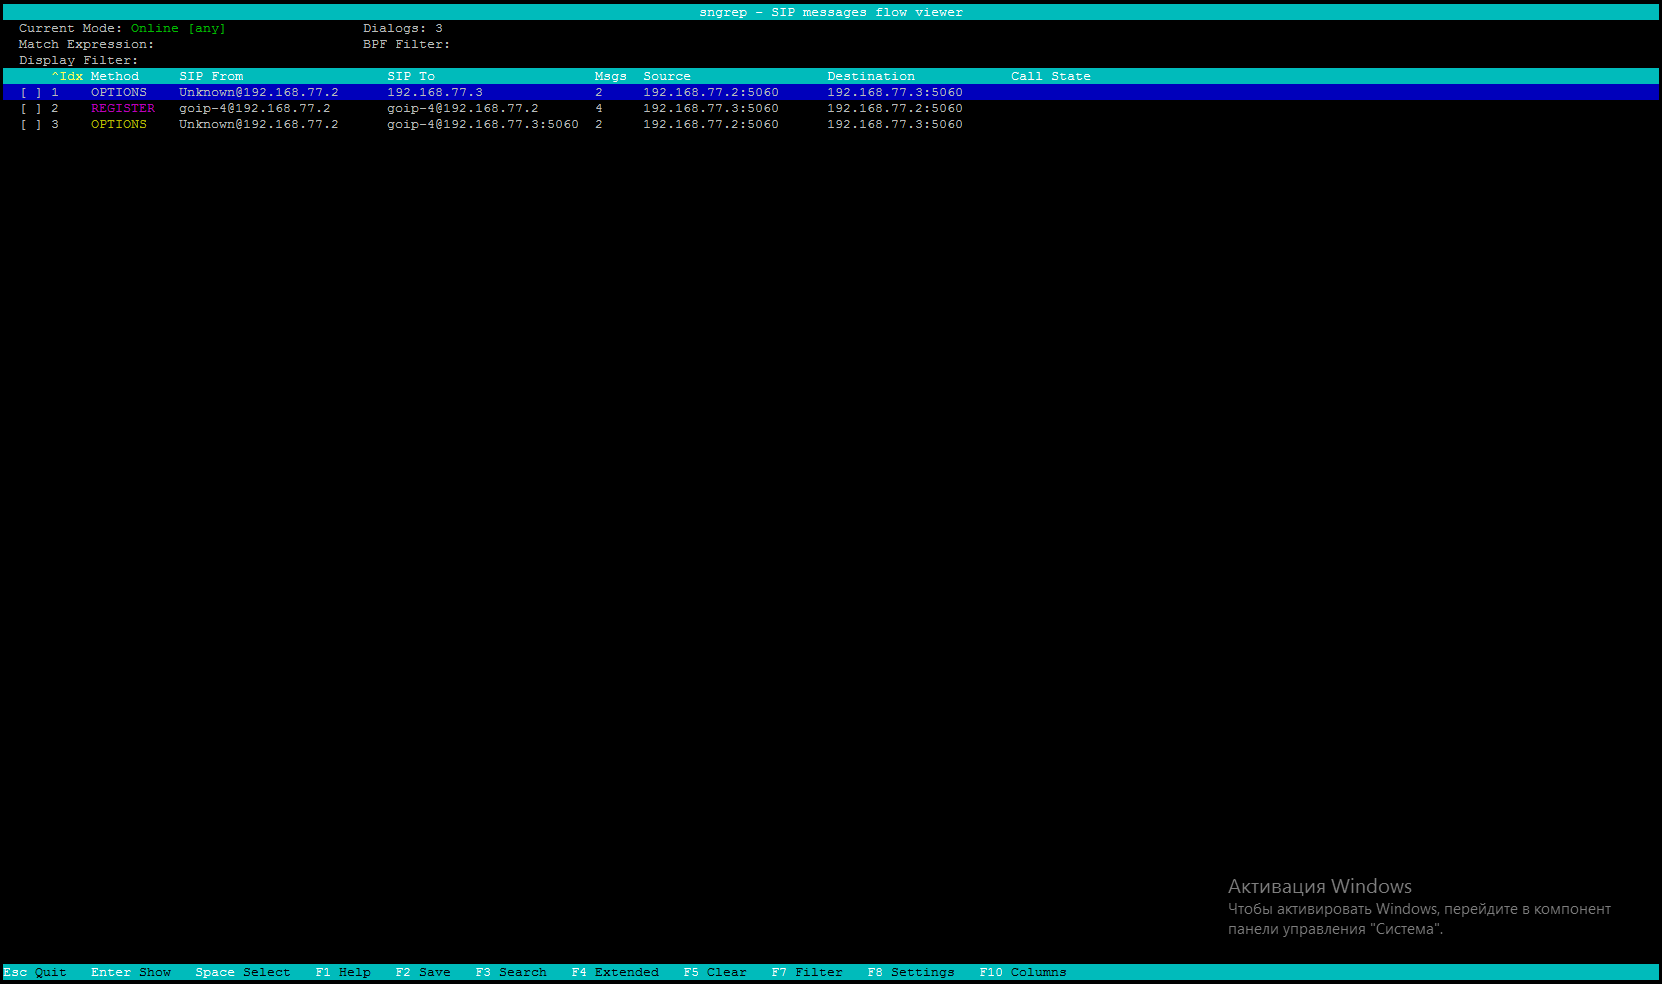 sngrep - SIP messages flow viewer
Current Mode: Online [any] Dialogs: 3
Match Expression: BPF Filter:
Display Filter:
^Idx Method SIP From SIP To Msgs Source Destination Call State
[ ] 1 OPTIONS Unknown@192.168.77.2 192.168.77.3 2 192.168.77.2:5060 192.168.77.3:5060
[ ] 2 REGISTER goip-4@192.168.77.2 goip-4@192.168.77.2 4 192.168.77.3:5060 192.168.77.2:5060
[ ] 3 OPTIONS Unknown@192.168.77.2 goip-4@192.168.77.3:5060 2 192.168.77.2:5060 192.168.77.3:5060
Активация Windows
Чтобы активировать Windows, перейдите в компонент
панели управления "Система".
Esc Quit Enter Show Space Select F1 Help F2 Save F3 Search F4 Extended F5 Clear F7 Filter F8 Settings F10 Columns